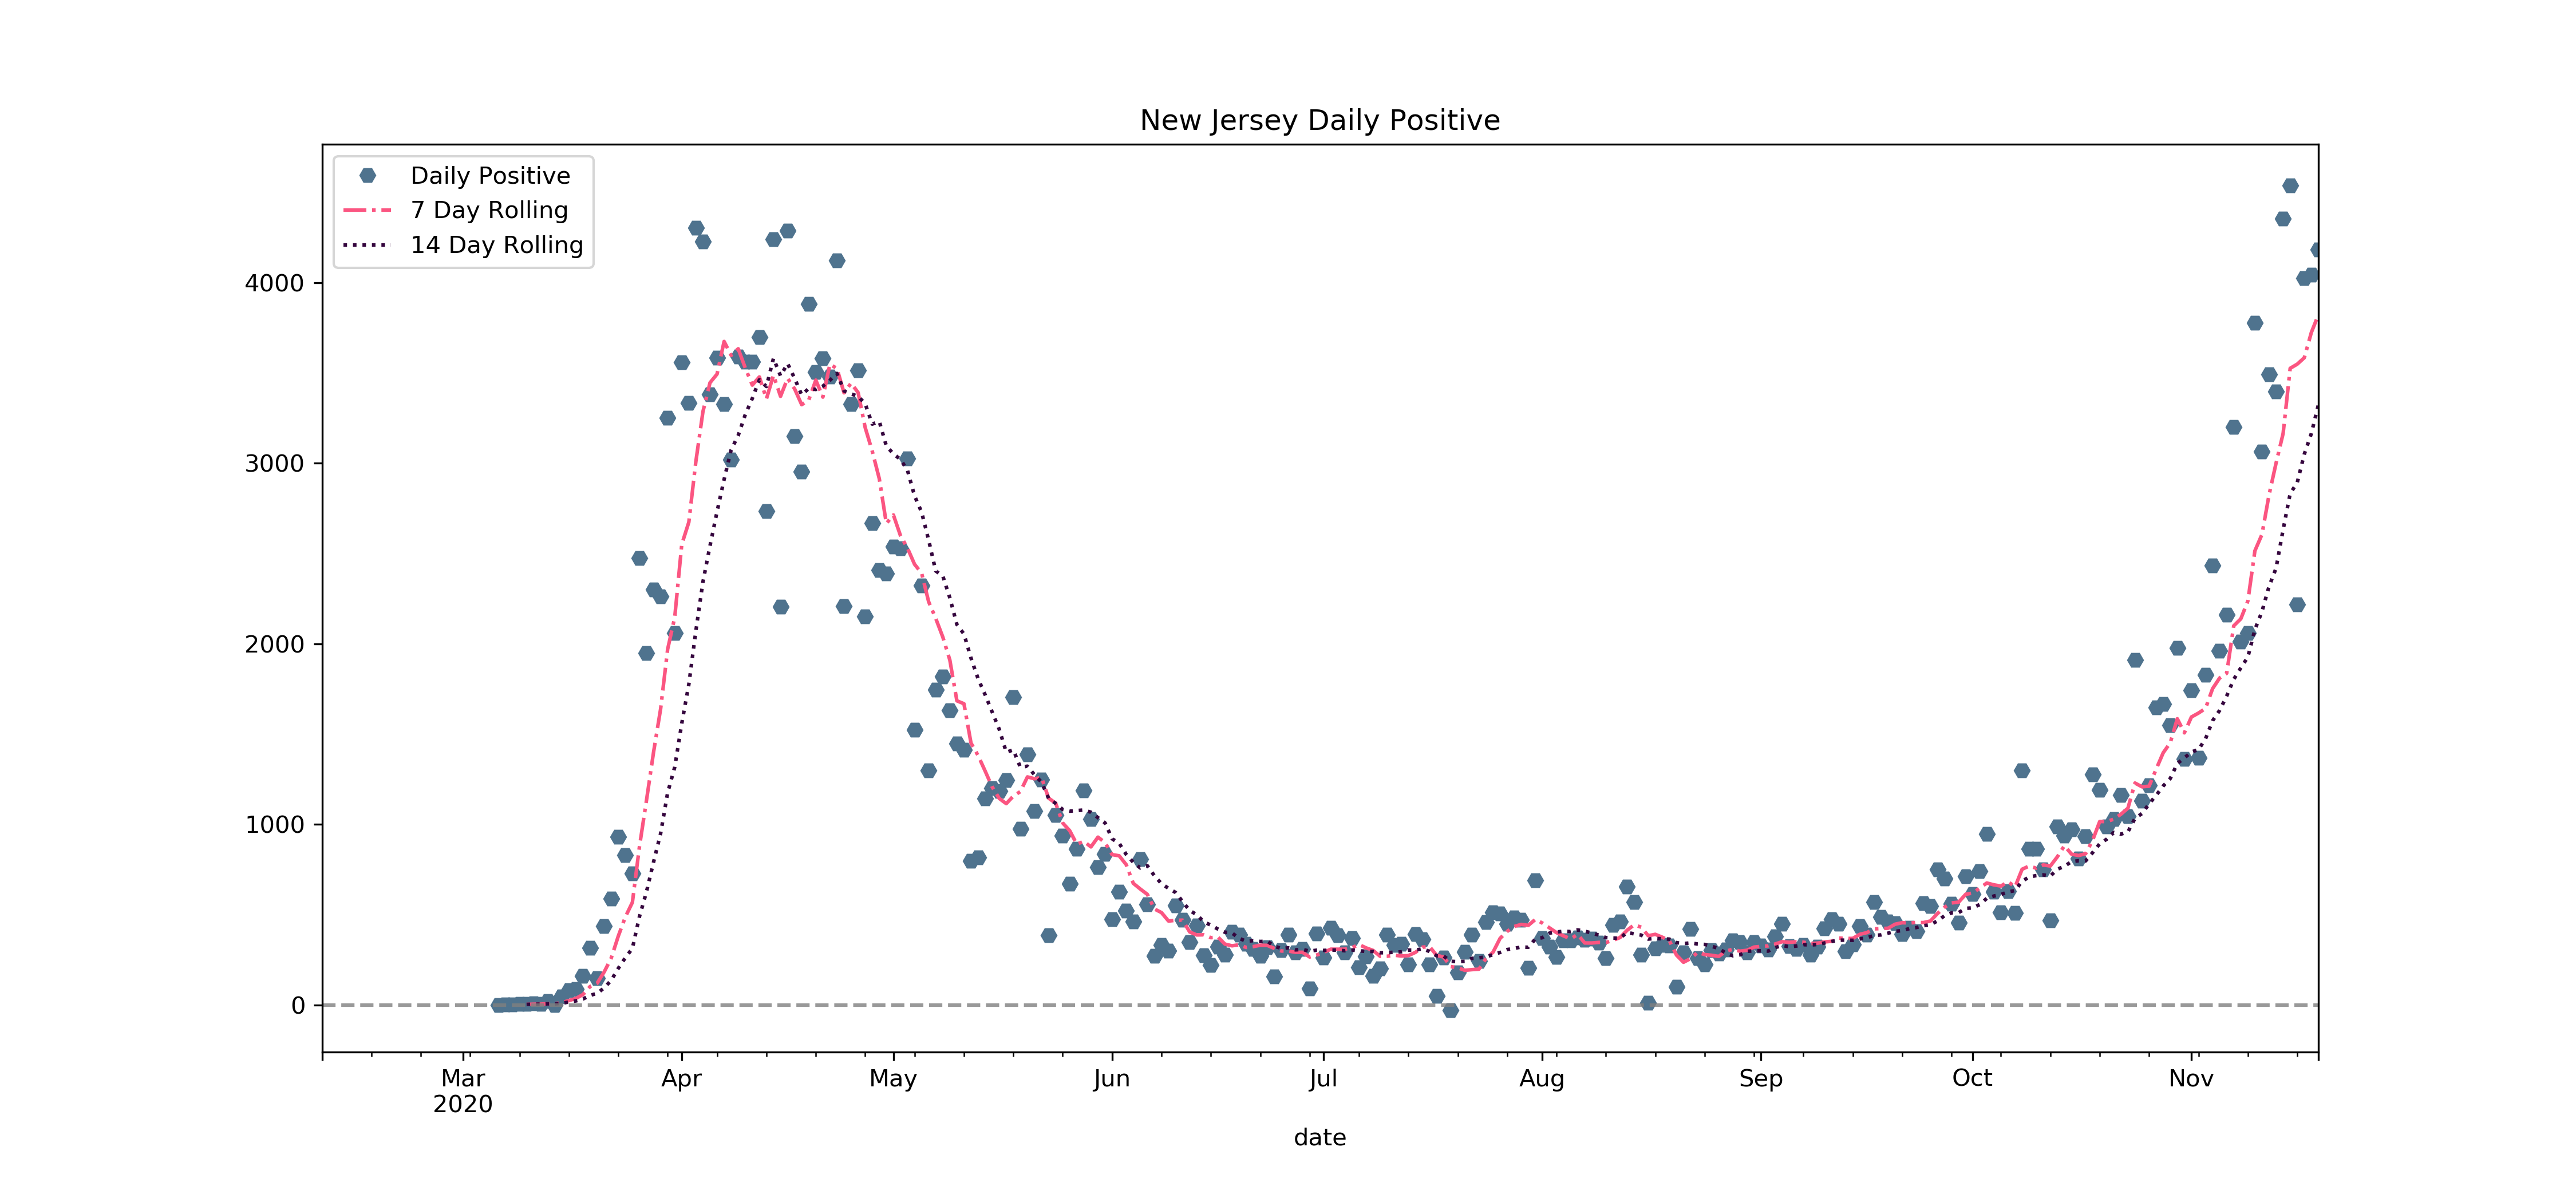 New Jersey Daily Positive
Daily Positive
7 Day Rolling
14 Day Rolling
4000
3000
2000
1000
0
Mar Apr May Jun Jul Aug Sep Oct Nov
2020
date